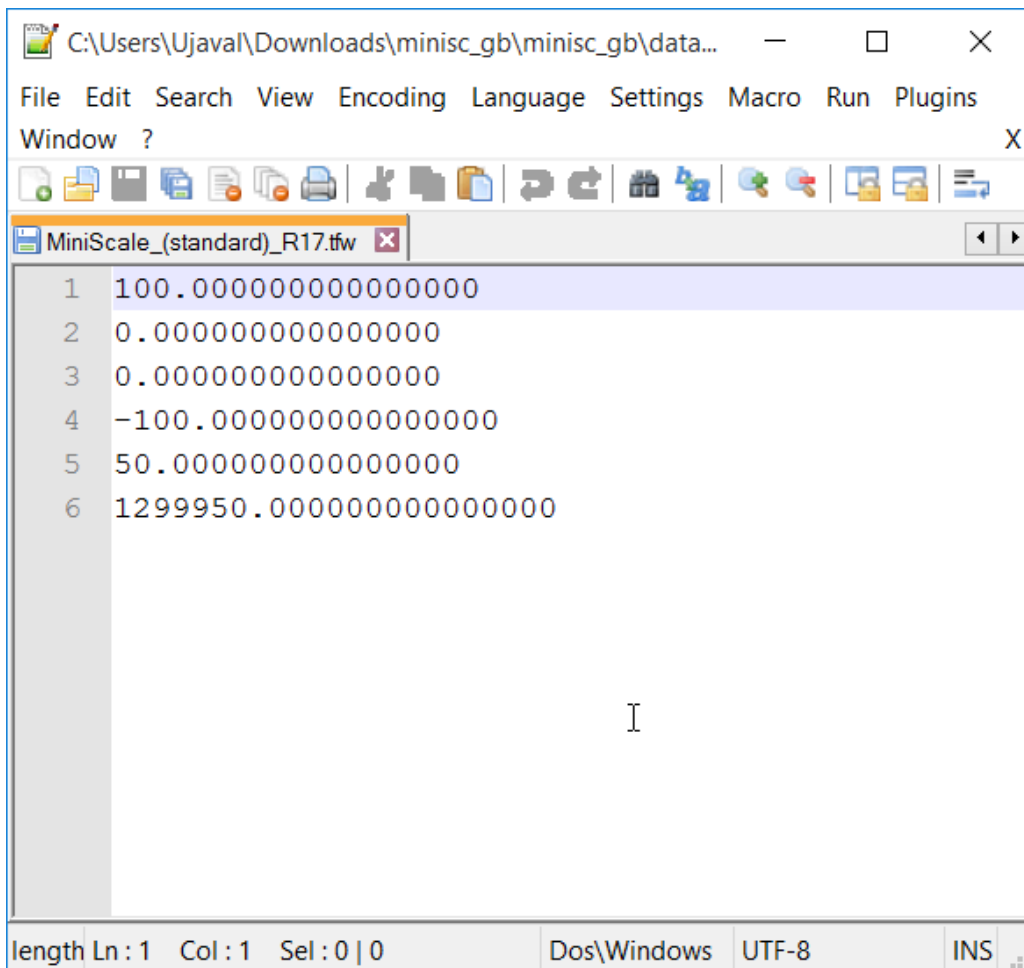 C:\Users\Ujaval\Downloads\minisc_gb\minisc_gb\data...
File Edit Search View Encoding Language Settings Macro Run Plugins
Window ? X
MiniScale_(standard)_R17.tfw
1 100.000000000000000
2 0.000000000000000
3 0.000000000000000
4 -100.000000000000000
5 50.000000000000000
6 1299950.000000000000000
length Ln : 1 Col : 1 Sel : 0 | 0 Dos\Windows UTF-8 INS